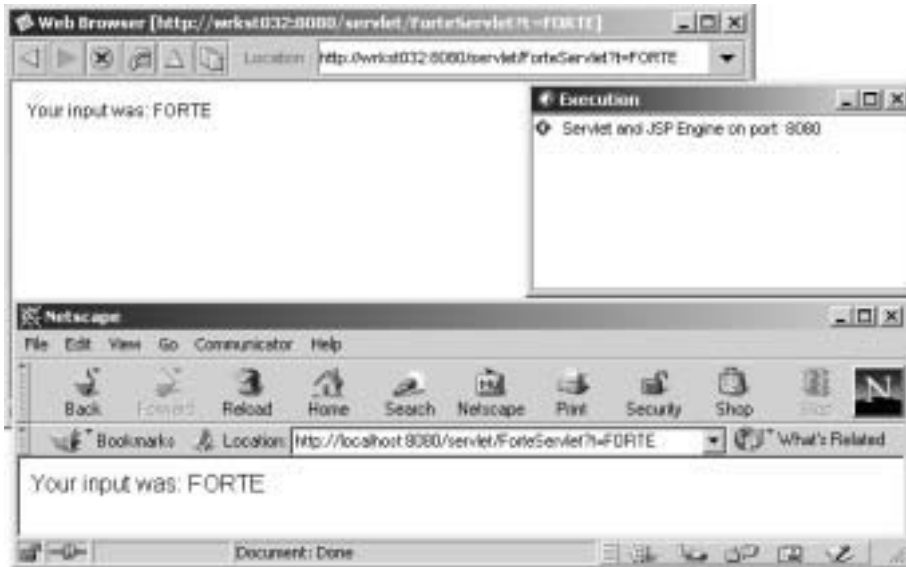 Web Browser [http://wrkst032:8080/servlet/ForteServlet?t=FORTE]
Location http://wrkst032:8080/servlet/ForteServlet?t=FORTE
Your input was: FORTE
Execution
Servlet and JSP Engine on port 8080
Netscape
File Edit View Go Communicator Help
Back Forward Reload Home Search Netscape Print Security Shop Stop
Bookmarks Location http://localhost:8080/servlet/ForteServlet?t=FORTE What's Related
Your input was: FORTE
Document: Done